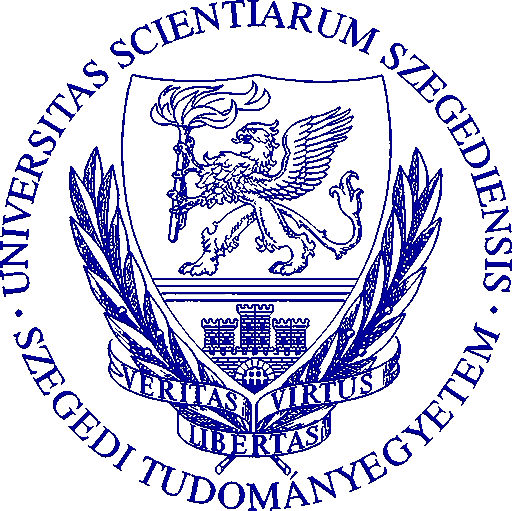 UNIVERSITAS SCIENTIARUM SZEGEDIENSIS
· SZEGEDI TUDOMÁNYEGYETEM ·
VERITAS VIRTUS
LIBERTAS